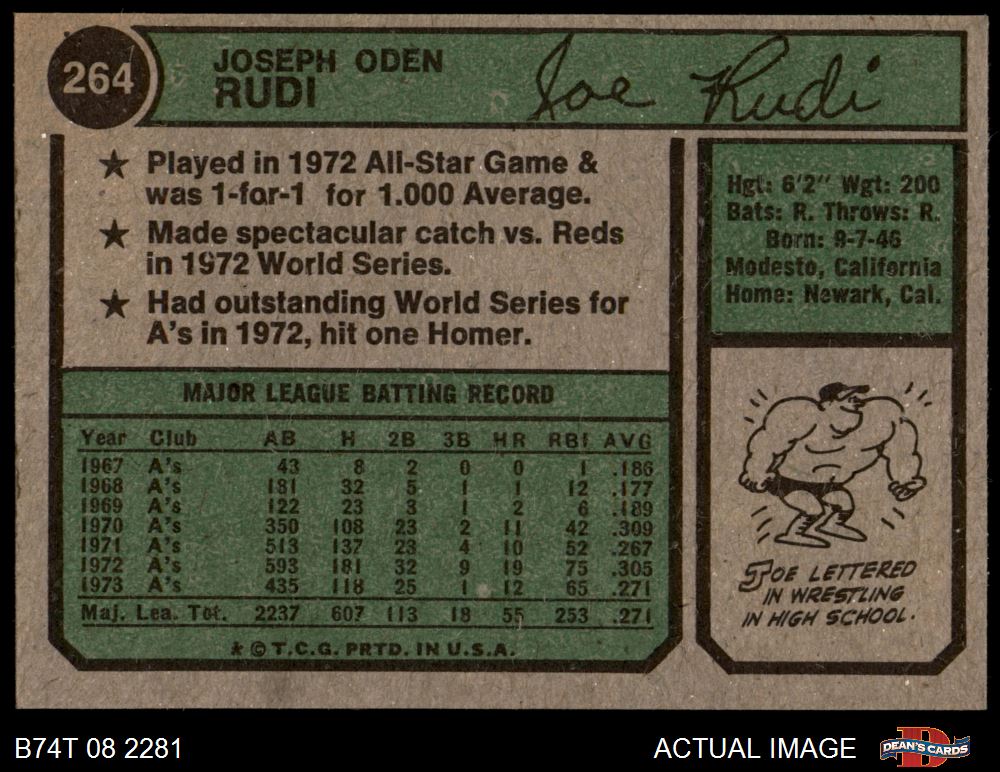 264
JOSEPH ODEN
RUDI
Joe Rudi
★ Played in 1972 All-Star Game &
was 1-for-1 for 1.000 Average.
★ Made spectacular catch vs. Reds
in 1972 World Series.
★ Had outstanding World Series for
A's in 1972, hit one Homer.
Hgt: 6'2" Wgt: 200
Bats: R. Throws: R.
Born: 9-7-46
Modesto, California
Home: Newark, Cal.
MAJOR LEAGUE BATTING RECORD
Year Club AB H 2B 3B HR RBI AVG
1967 A's 43 8 2 0 0 1 .186
1968 A's 181 32 5 1 1 12 .177
1969 A's 122 23 3 1 2 6 .189
1970 A's 350 108 23 2 11 42 .309
1971 A's 513 137 23 4 10 52 .267
1972 A's 593 181 32 9 19 75 .305
1973 A's 435 118 25 1 12 65 .271
Maj. Lea. Tot. 2237 607 113 18 55 253 .271
* © T.C.G. PRTD. IN U.S.A.
JOE LETTERED
IN WRESTLING
IN HIGH SCHOOL.
B74T 08 2281
ACTUAL IMAGE
DEAN'S CARDS